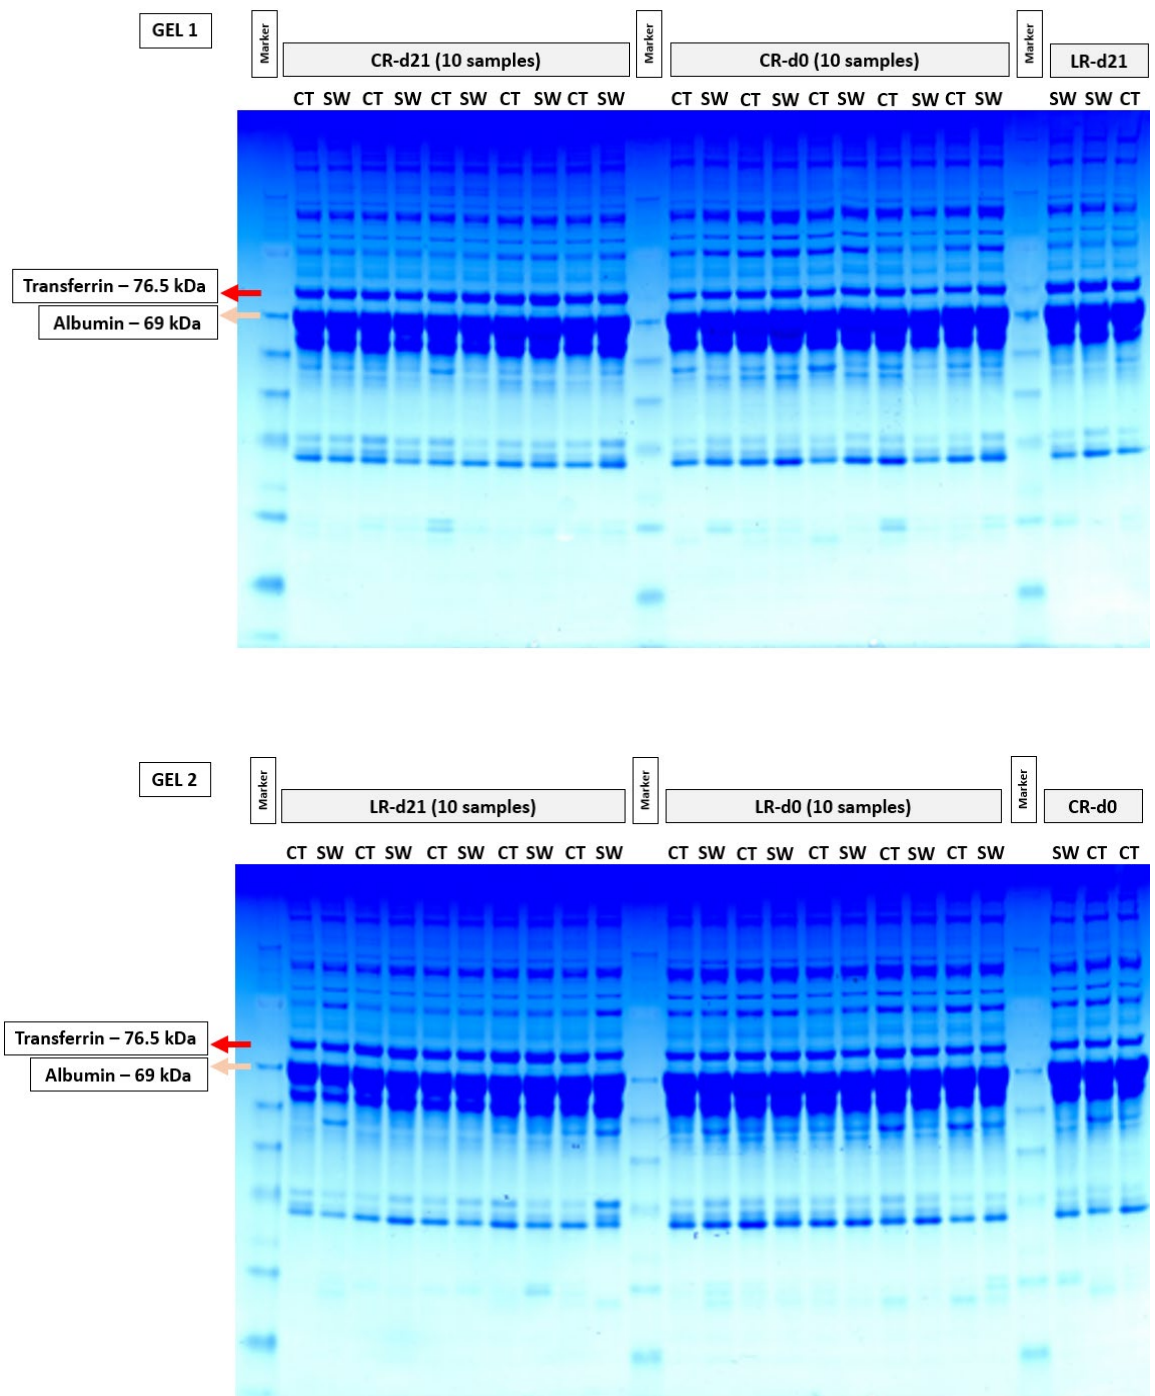 GEL 1
Marker
CR-d21 (10 samples)
Marker
CR-d0 (10 samples)
Marker
LR-d21
CT SW CT SW CT SW CT SW CT SW
CT SW CT SW CT SW CT SW CT SW
SW SW CT
Transferrin – 76.5 kDa
Albumin – 69 kDa
GEL 2
Marker
LR-d21 (10 samples)
Marker
LR-d0 (10 samples)
Marker
CR-d0
CT SW CT SW CT SW CT SW CT SW
CT SW CT SW CT SW CT SW CT SW
SW CT CT
Transferrin – 76.5 kDa
Albumin – 69 kDa